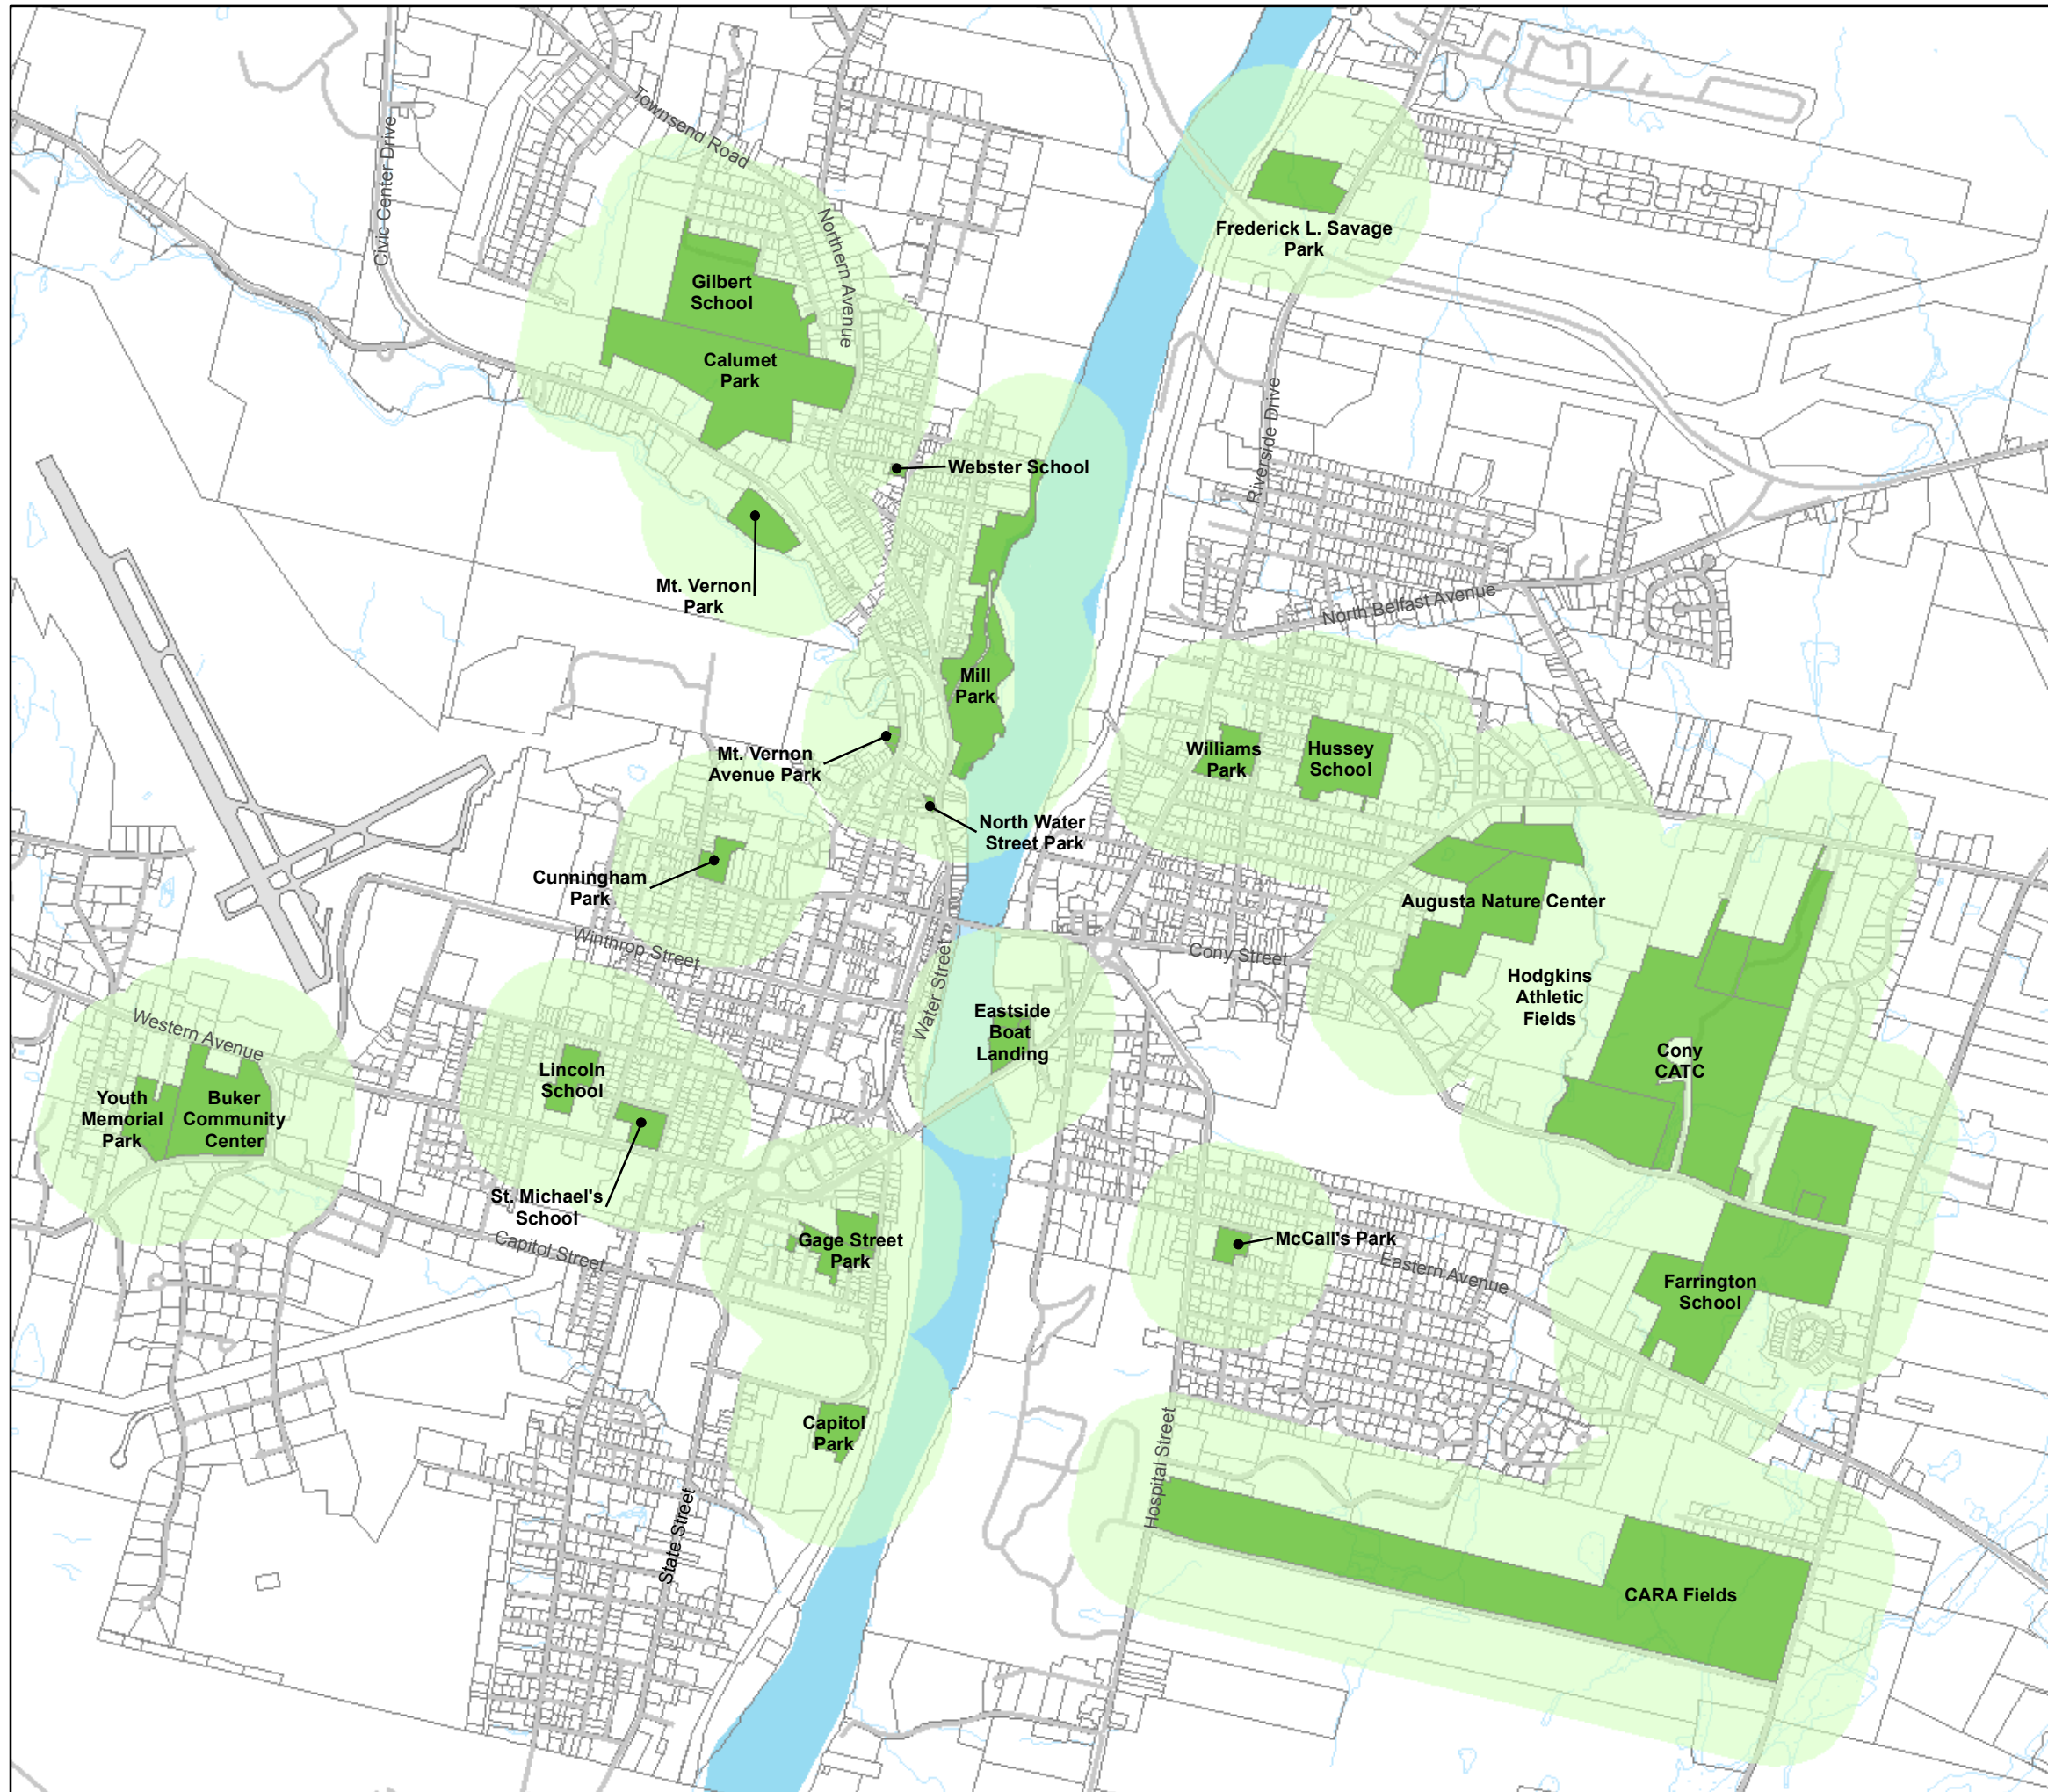 Townsend Road
Civic Center Drive
Northern Avenue
Frederick L. Savage
Park
Gilbert
School
Calumet
Park
Riverside Drive
Webster School
Mt. Vernon
Park
North Belfast Avenue
Mill
Park
Mt. Vernon
Avenue Park
Williams
Park
Hussey
School
North Water
Street Park
Cunningham
Park
Augusta Nature Center
Winthrop Street
Water Street
Cony Street
Hodgkins
Athletic
Fields
Western Avenue
Eastside
Boat
Landing
Cony
CATC
Lincoln
School
Youth
Memorial
Park
Buker
Community
Center
St. Michael's
School
Capitol Street
Gage Street
Park
McCall's Park
Eastern Avenue
Farrington
School
Capitol
Park
Hospital Street
State Street
CARA Fields